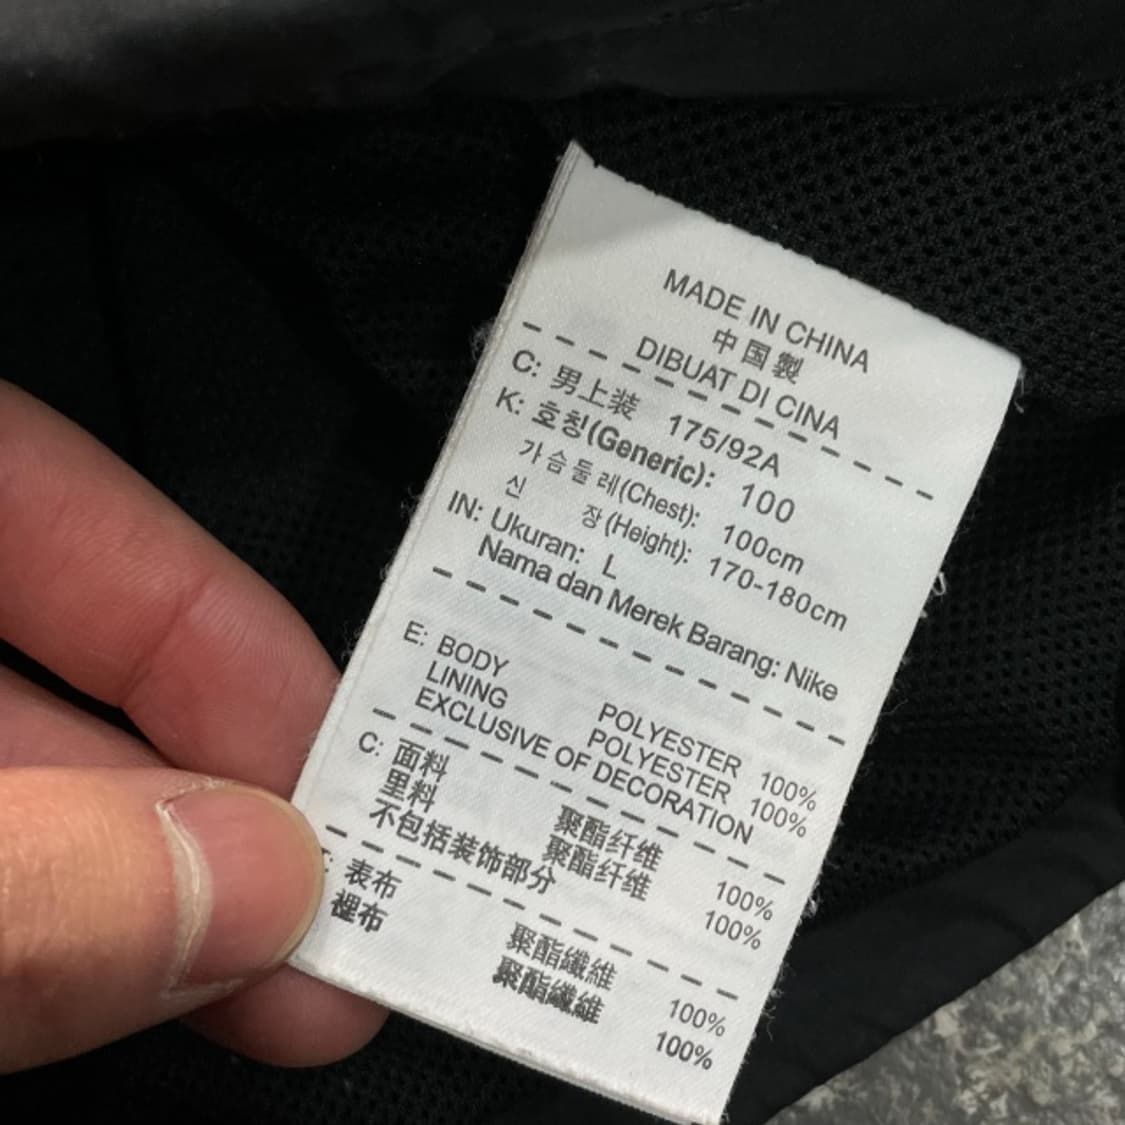 MADE IN CHINA
中国製
DIBUAT DI CINA
C: 男上装 175/92A
K: 호칭(Generic): 100
가슴둘레(Chest): 100cm
신 장(Height): 170-180cm
IN: Ukuran: L
Nama dan Merek Barang: Nike
E: BODY POLYESTER 100%
LINING POLYESTER 100%
EXCLUSIVE OF DECORATION
C: 面料 聚酯纤维 100%
里料 聚酯纤维 100%
不包括装饰部分
表布 聚酯纖維 100%
裡布 聚酯纖維 100%